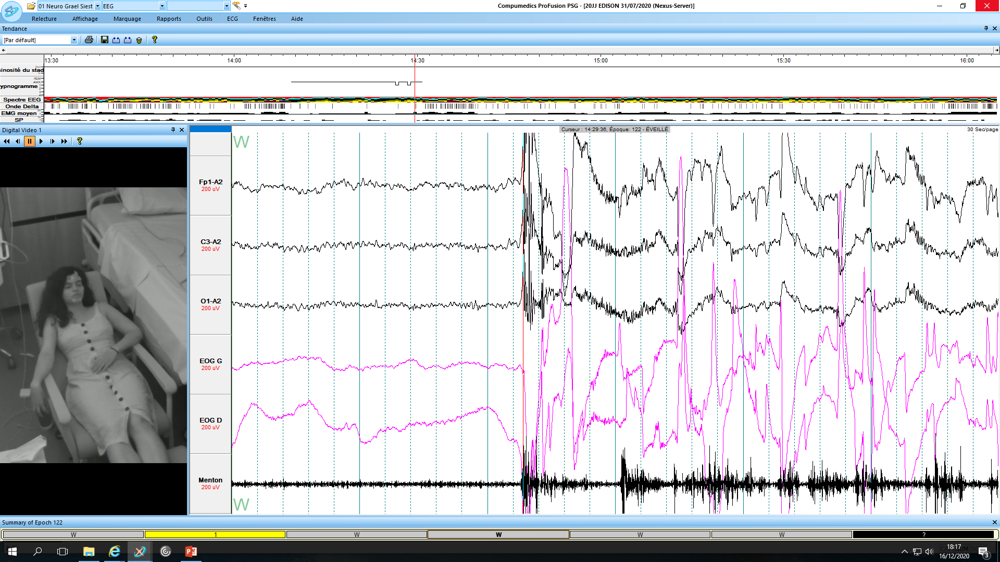 01 Neuro Grael Siest
EEG
Compumedics ProFusion PSG - [20JJ EDISON 31/07/2020 (Nexus-Server)]
Relecture Affichage Marquage Rapports Outils ECG Fenêtres Aide
Tendance
[Par défaut]
13:30 14:00 14:30 15:00 15:30 16:00
inosité du stad
REM
AWK
ypnogramme
Spectre EEG
Onde Delta
EMG moyen
SP
Digital Video 1
Curseur : 14:29:36, Époque: 122 - ÉVEILLÉ
30 Sec/page
W
Fp1-A2
200 uV
C3-A2
200 uV
O1-A2
200 uV
EOG G
200 uV
EOG D
200 uV
Menton
200 uV
W
Summary of Epoch 122
W 1 W W W W ?
18:17
16/12/2020
3